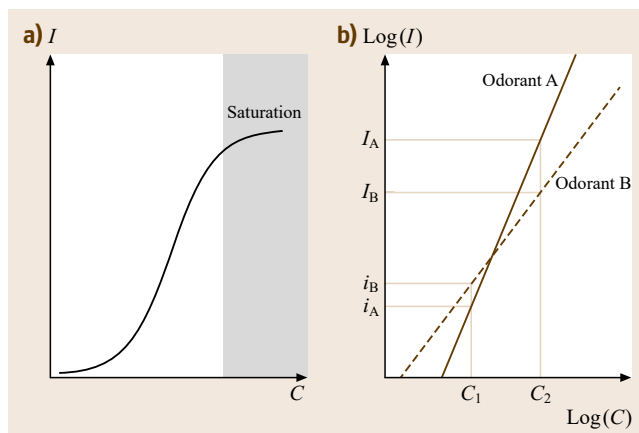 a) I
Saturation
C
b) Log(I)
Odorant A
I_A
I_B
Odorant B
i_B
i_A
C_1 C_2
Log(C)